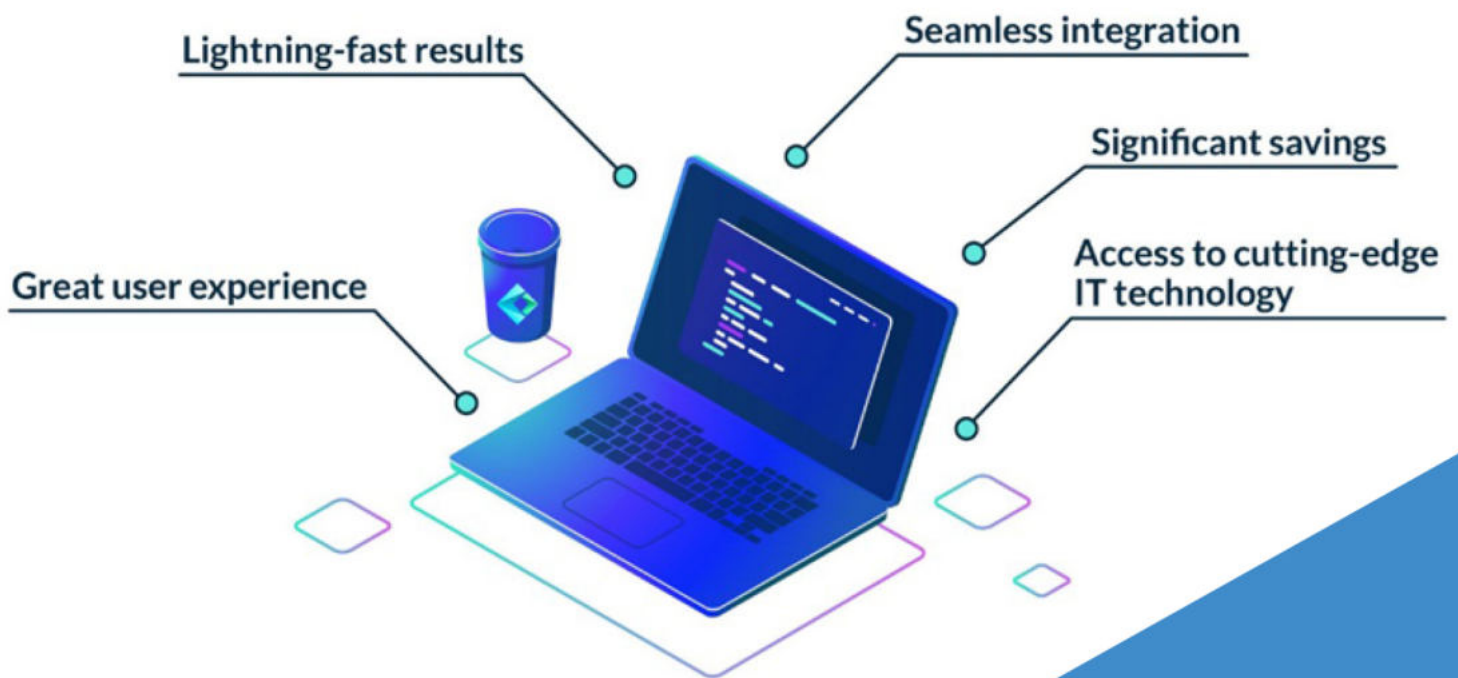 Lightning-fast results
Seamless integration
Significant savings
Access to cutting-edge
IT technology
Great user experience